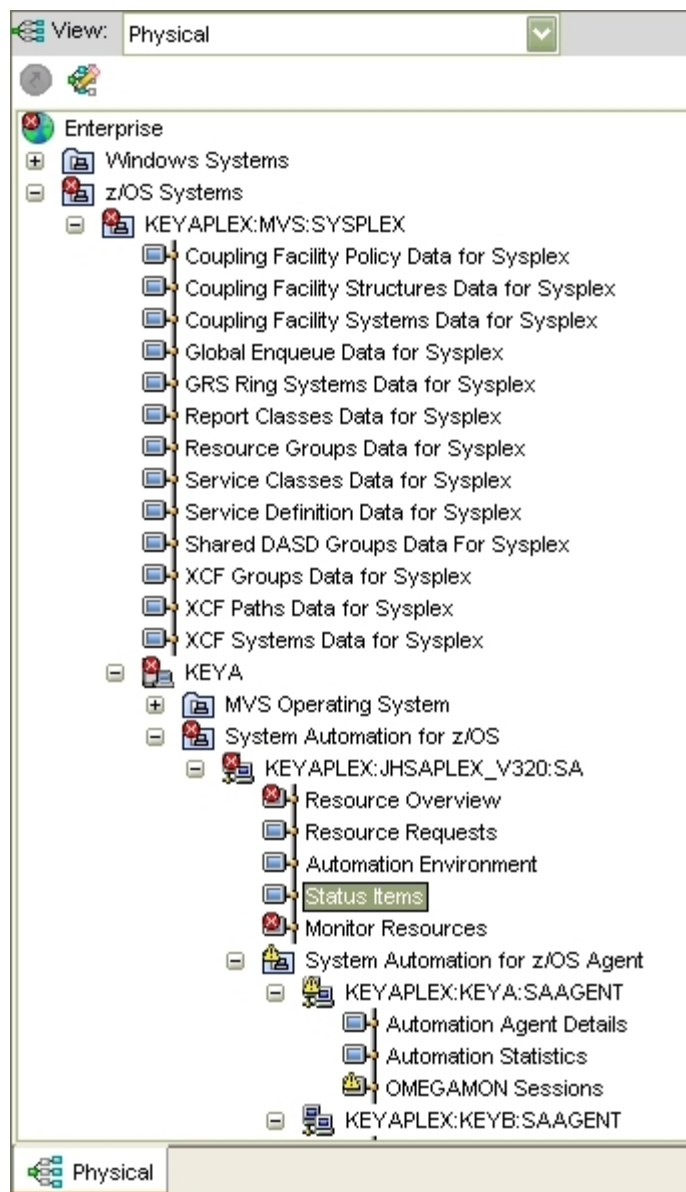 View: Physical
Enterprise
Windows Systems
z/OS Systems
KEYAPLEX:MVS:SYSPLEX
Coupling Facility Policy Data for Sysplex
Coupling Facility Structures Data for Sysplex
Coupling Facility Systems Data for Sysplex
Global Enqueue Data for Sysplex
GRS Ring Systems Data for Sysplex
Report Classes Data for Sysplex
Resource Groups Data for Sysplex
Service Classes Data for Sysplex
Service Definition Data for Sysplex
Shared DASD Groups Data For Sysplex
XCF Groups Data for Sysplex
XCF Paths Data for Sysplex
XCF Systems Data for Sysplex
KEYA
MVS Operating System
System Automation for z/OS
KEYAPLEX:JHSAPLEX_V320:SA
Resource Overview
Resource Requests
Automation Environment
Status Items
Monitor Resources
System Automation for z/OS Agent
KEYAPLEX:KEYA:SAAGENT
Automation Agent Details
Automation Statistics
OMEGAMON Sessions
KEYAPLEX:KEYB:SAAGENT
Physical